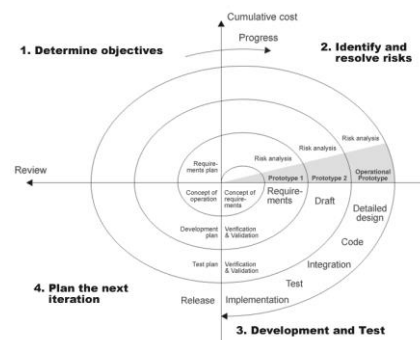 Cumulative cost
Progress
1. Determine objectives
2. Identify and
resolve risks
Review
Require-
ments plan
Risk analysis
Risk analysis
Risk analysis
Prototype 1
Prototype 2
Operational
Prototype
Concept of
operation
Concept of
require-
ments
Require-
ments
Draft
Detailed
design
Development
plan
Verification
& Validation
Code
Test plan
Verification
& Validation
Integration
Test
4. Plan the next
iteration
Release
Implementation
3. Development and Test